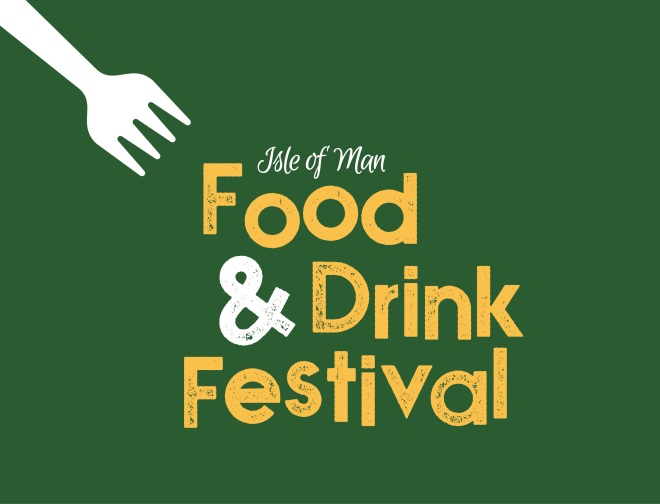 Isle of Man
Food
& Drink
Festival